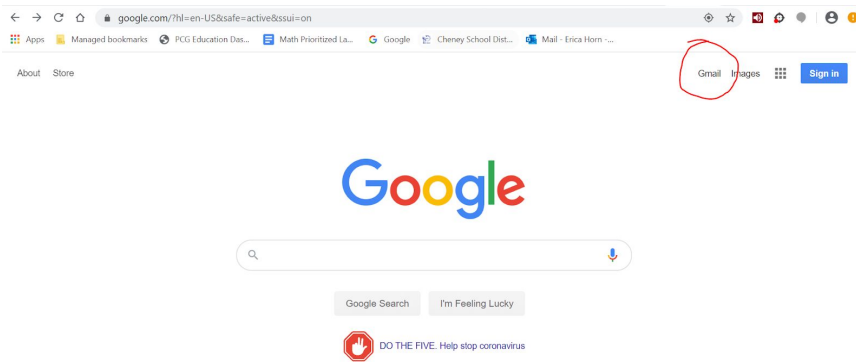 google.com/?hl=en-US&safe=active&ssui=on
Apps Managed bookmarks PCG Education Das... Math Prioritized La... Google Cheney School Dist... Mail - Erica Horn -...
About Store Gmail Images Sign in
Google
Google Search I'm Feeling Lucky
DO THE FIVE. Help stop coronavirus